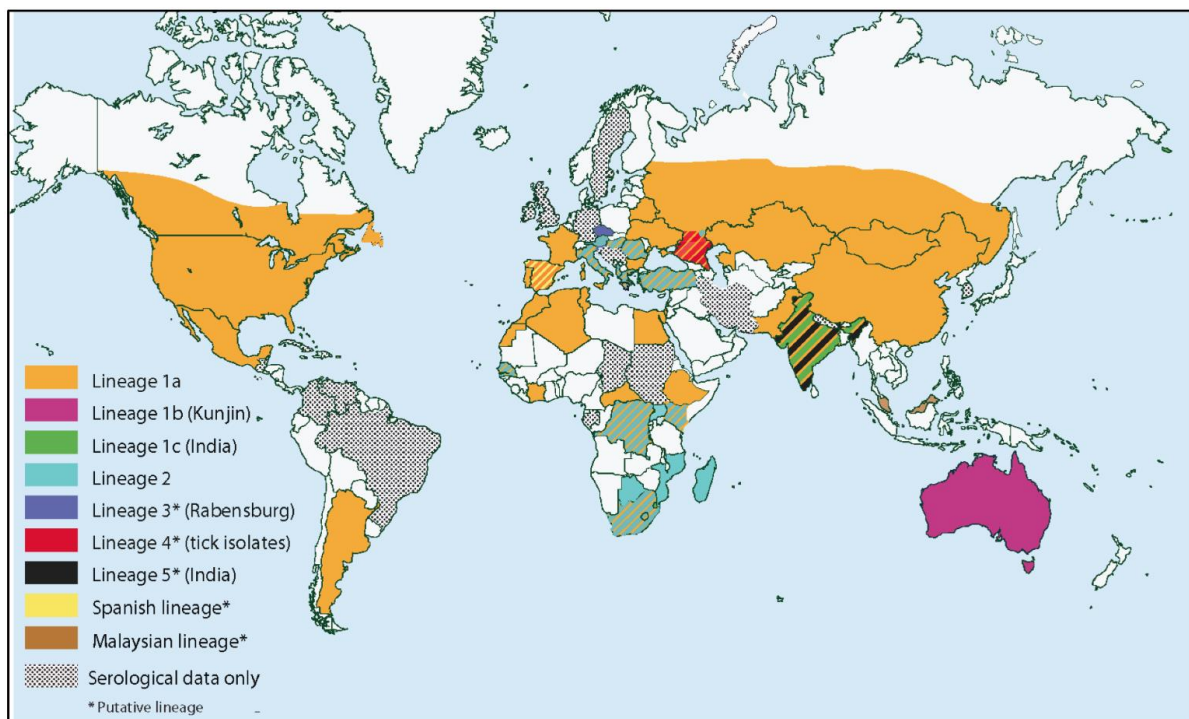 Lineage 1a
Lineage 1b (Kunjin)
Lineage 1c (India)
Lineage 2
Lineage 3* (Rabensburg)
Lineage 4* (tick isolates)
Lineage 5* (India)
Spanish lineage*
Malaysian lineage*
Serological data only
* Putative lineage